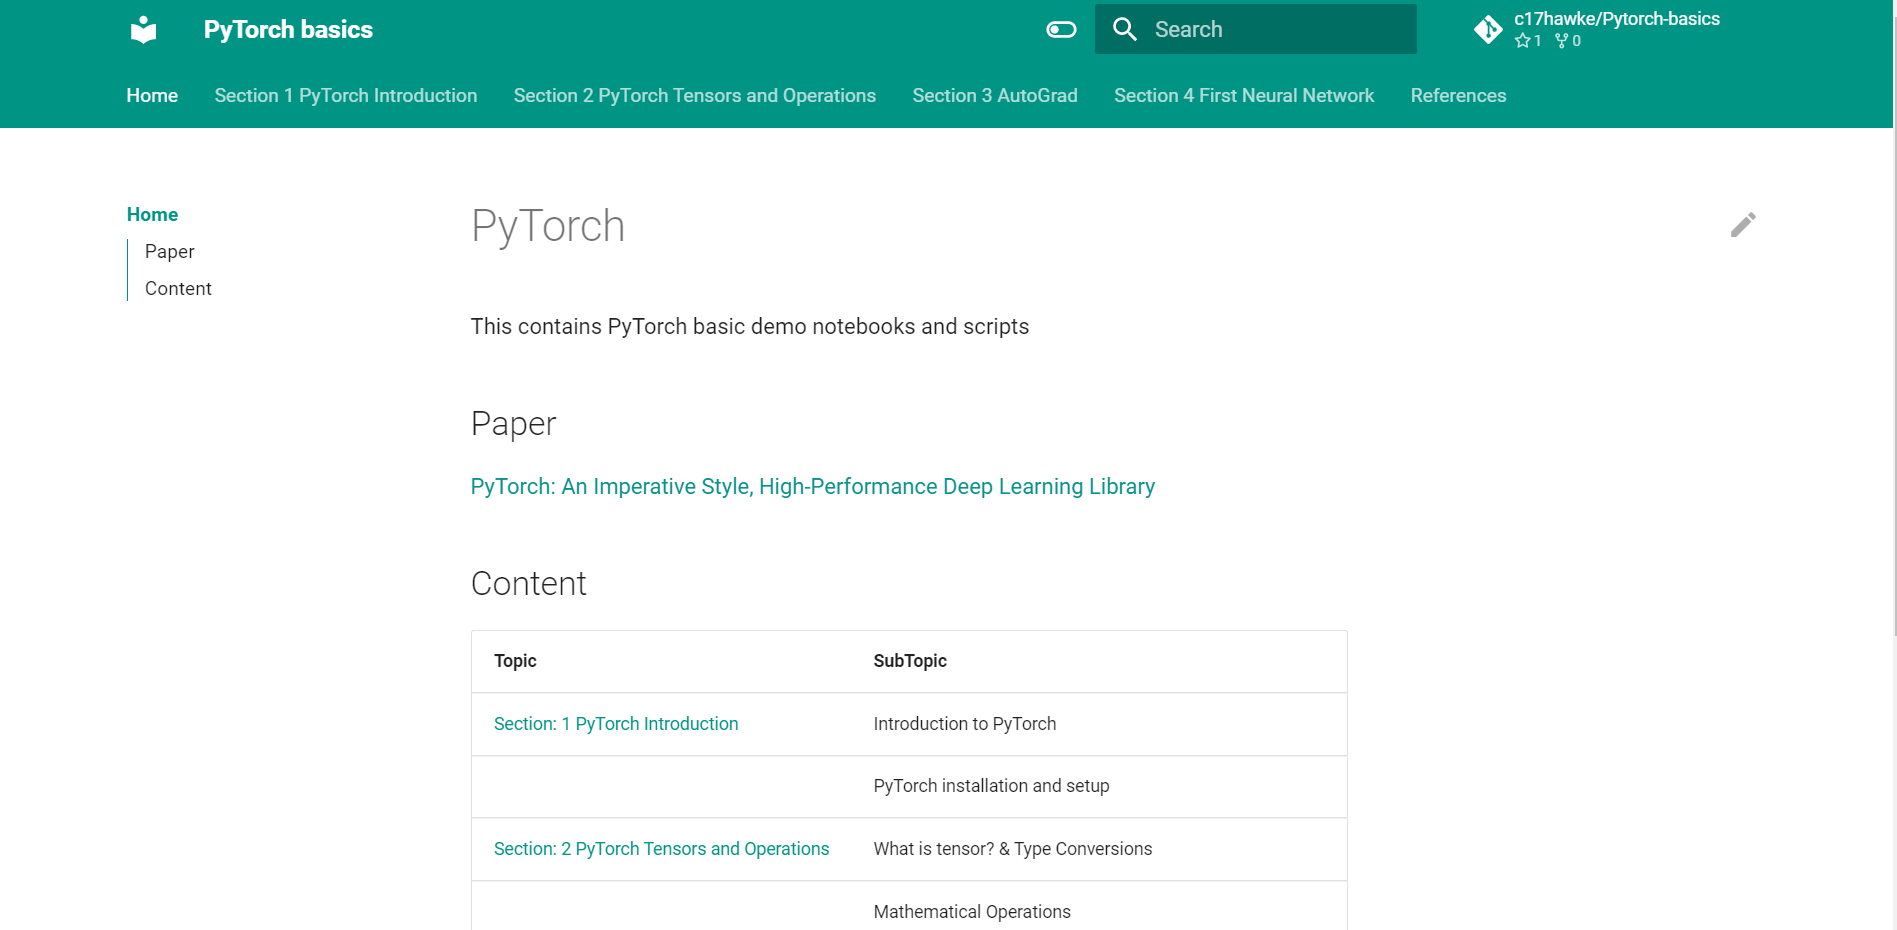 PyTorch basics
Search
c17hawke/Pytorch-basics
1 0
Home Section 1 PyTorch Introduction Section 2 PyTorch Tensors and Operations Section 3 AutoGrad Section 4 First Neural Network References
Home
Paper
Content
PyTorch
This contains PyTorch basic demo notebooks and scripts
Paper
PyTorch: An Imperative Style, High-Performance Deep Learning Library
Content
Topic SubTopic
Section: 1 PyTorch Introduction Introduction to PyTorch
PyTorch installation and setup
Section: 2 PyTorch Tensors and Operations What is tensor? & Type Conversions
Mathematical Operations